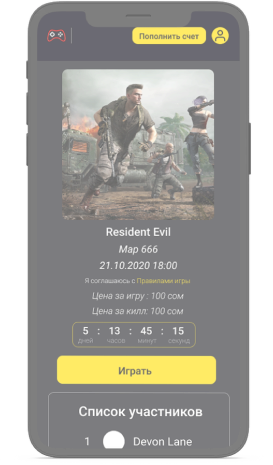 Пополнить счет
Resident Evil
Map 666
21.10.2020 18:00
Я соглашаюсь с Правилами игры
Цена за игру : 100 сом
Цена за килл: 100 сом
5 : 13 : 45 : 15
дней часов минут секунд
Играть
Список участников
1 Devon Lane